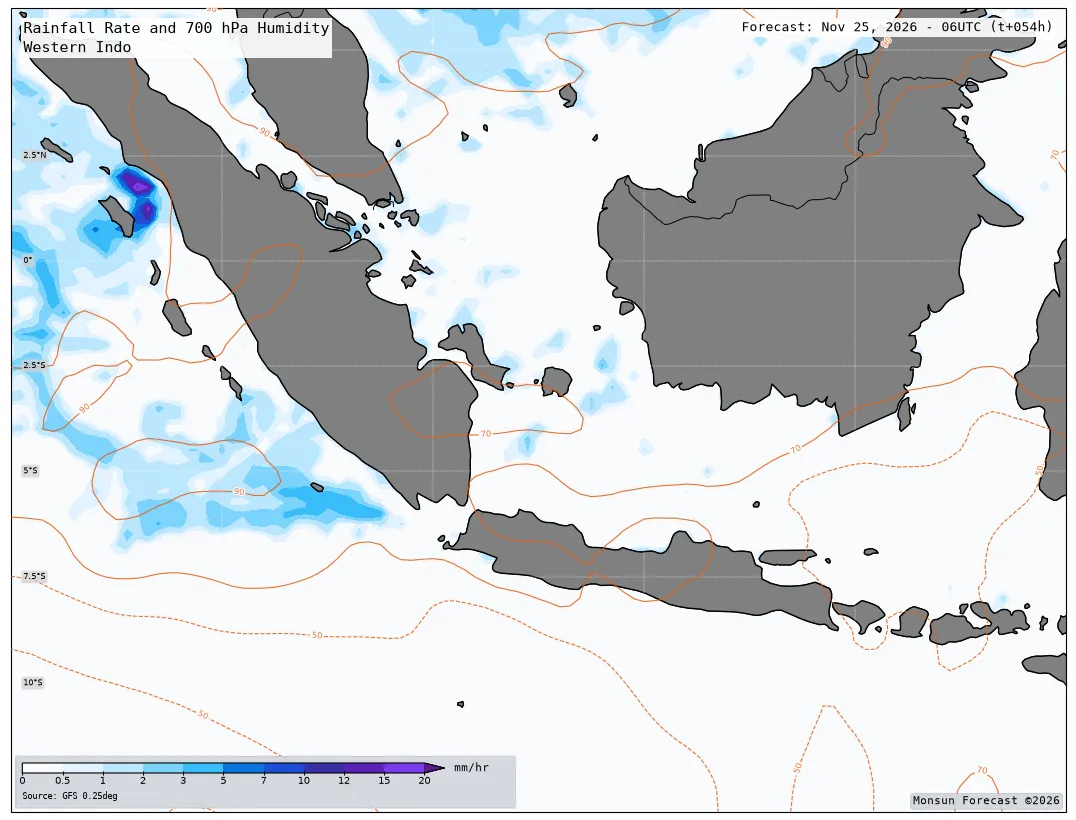 Rainfall Rate and 700 hPa Humidity
Western Indo
Forecast: Nov 25, 2026 - 06UTC (t+054h)
90
90
90
70
2.5°N
0°
2.5°S
90
70
70
50
5°S
90
7.5°S
50
10°S
50
50
70
mm/hr
0 0.5 1 2 3 5 7 10 12 15 20
Source: GFS 0.25deg
Monsun Forecast ©2026